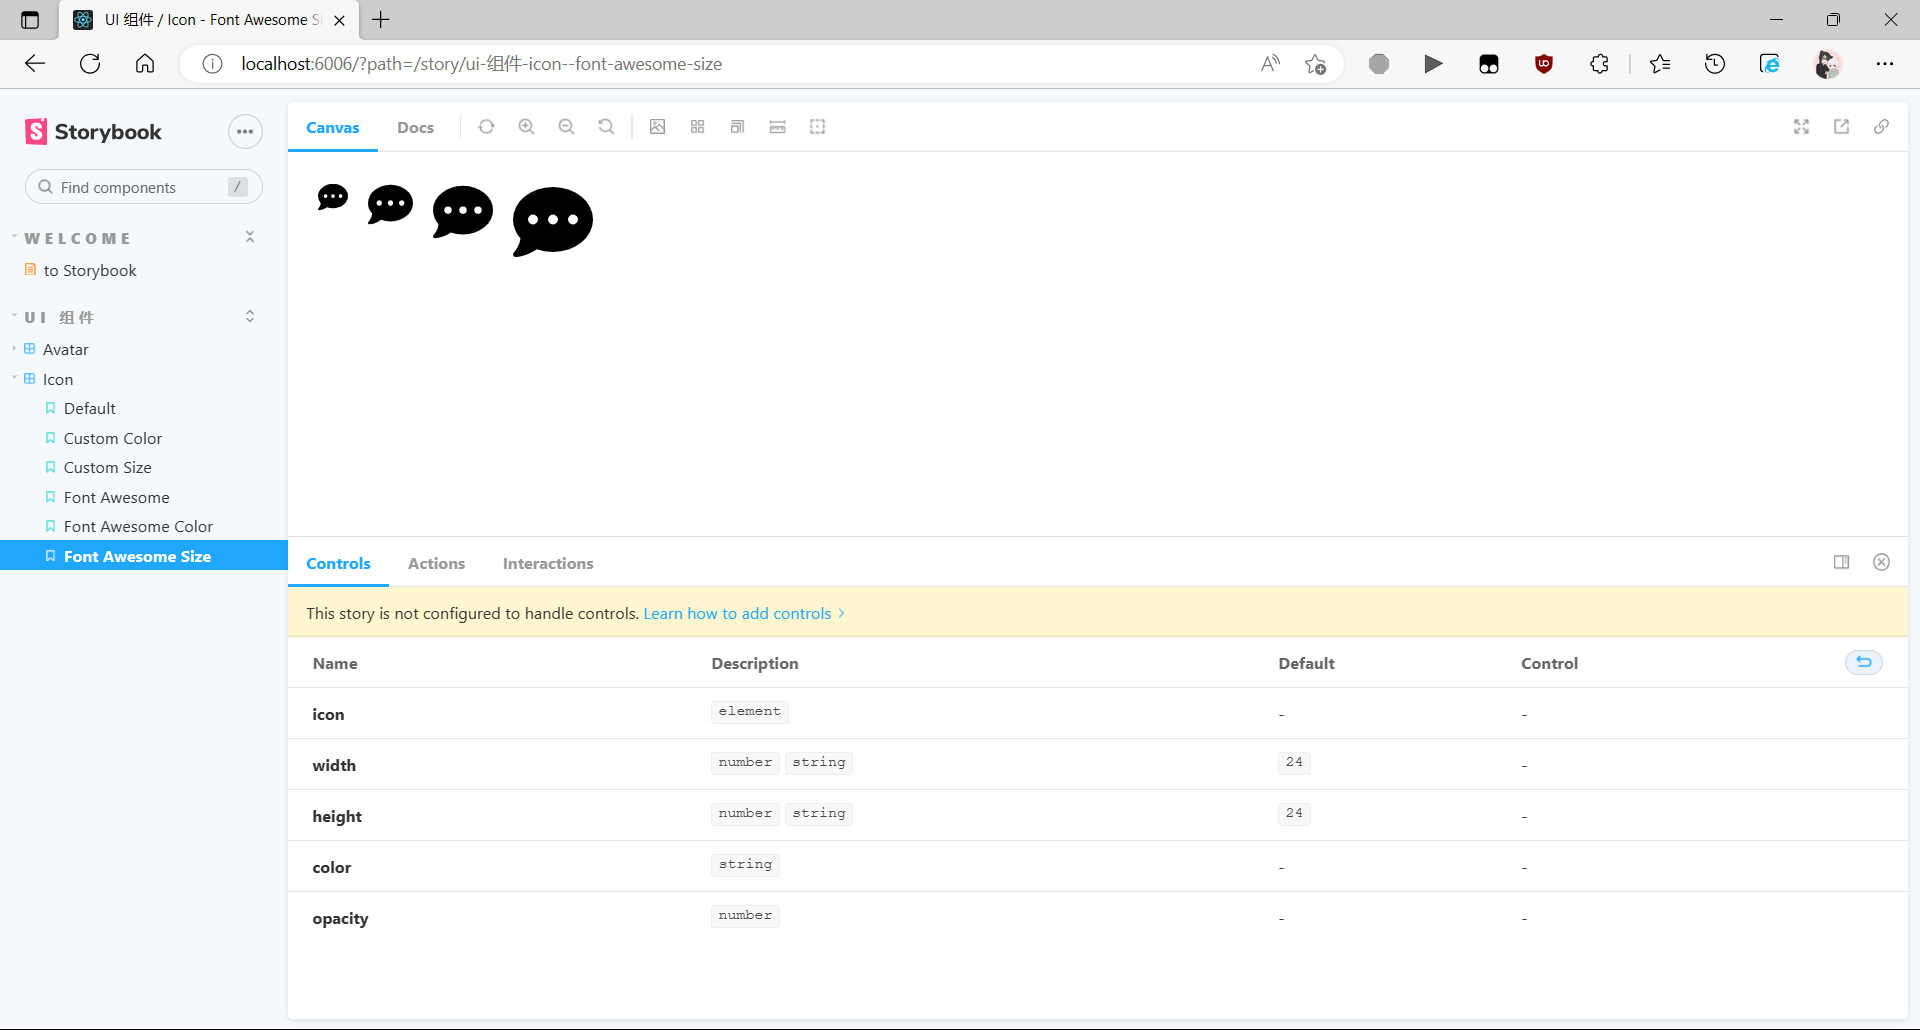 UI 组件 / Icon - Font Awesome Si
localhost:6006/?path=/story/ui-组件-icon--font-awesome-size
Storybook
Find components /
WELCOME
to Storybook
UI 组件
Avatar
Icon
Default
Custom Color
Custom Size
Font Awesome
Font Awesome Color
Font Awesome Size
Canvas Docs
Controls Actions Interactions
This story is not configured to handle controls. Learn how to add controls
Name Description Default Control
icon element - -
width number string 24 -
height number string 24 -
color string - -
opacity number - -